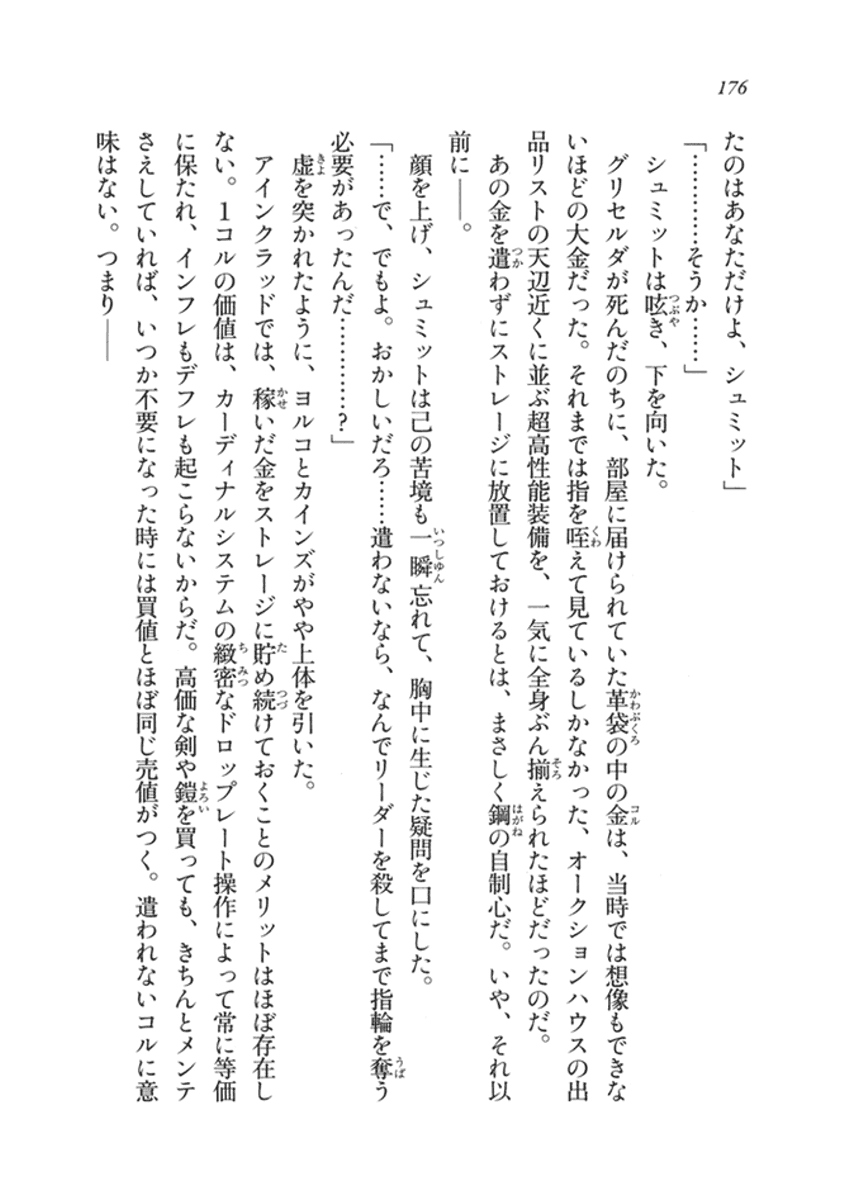 176
たのはあなただけよ、シュミット」
「…………そうか……」
シュミットは呟き、下を向いた。
グリセルダが死んだのちに、部屋に届けられていた革袋の中の金は、当時では想像もできな
いほどの大金だった。それまでは指を咥えて見ているしかなかった、オークションハウスの出
品リストの天辺近くに並ぶ超高性能装備を、一気に全身ぶん揃えられたほどだったのだ。
あの金を遣わずにストレージに放置しておけるとは、まさしく鋼の自制心だ。いや、それ以
前に――。
顔を上げ、シュミットは己の苦境も一瞬忘れて、胸中に生じた疑問を口にした。
「……で、でもよ。おかしいだろ……遣わないなら、なんでリーダーを殺してまで指輪を奪う
必要があったんだ…………?」
虚を突かれたように、ヨルコとカインズがやや上体を引いた。
アインクラッドでは、稼いだ金をストレージに貯め続けておくことのメリットはほぼ存在し
ない。1コルの価値は、カーディナルシステムの緻密なドロップレート操作によって常に等価
に保たれ、インフレもデフレも起こらないからだ。高価な剣や鎧を買っても、きちんとメンテ
さえしていれば、いつか不要になった時には買値とほぼ同じ売値がつく。遣われないコルに意
味はない。つまり――